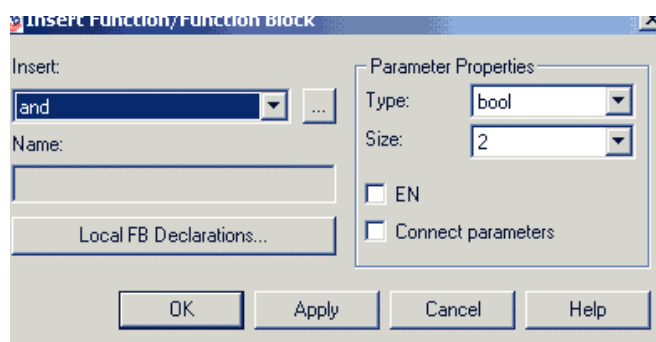 Insert Function/Function Block
Insert:
and
...
Name:
Local FB Declarations...
Parameter Properties
Type:
bool
Size:
2
EN
Connect parameters
OK
Apply
Cancel
Help